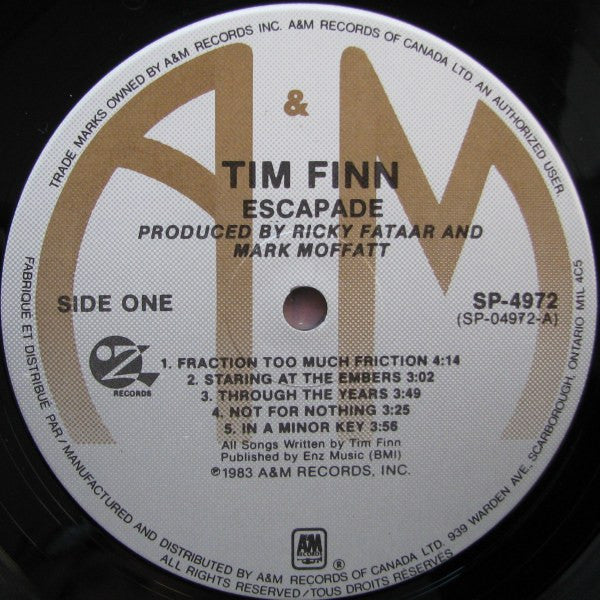 TRADE MARKS OWNED BY A&M RECORDS INC. A&M RECORDS OF CANADA LTD. AN AUTHORIZED USER.
A & M
TIM FINN
ESCAPADE
PRODUCED BY RICKY FATAAR AND
MARK MOFFATT
SIDE ONE
SP-4972
(SP-04972-A)
OZ
RECORDS
1. FRACTION TOO MUCH FRICTION 4:14
2. STARING AT THE EMBERS 3:02
3. THROUGH THE YEARS 3:49
4. NOT FOR NOTHING 3:25
5. IN A MINOR KEY 3:56
All Songs Written by Tim Finn
Published by Enz Music (BMI)
℗1983 A&M RECORDS, INC.
A&M
RECORDS
®
FABRIQUÉ ET DISTRIBUÉ PAR/MANUFACTURED AND DISTRIBUTED BY A&M RECORDS OF CANADA LTD. 939 WARDEN AVE., SCARBOROUGH, ONTARIO M1L 4C5
ALL RIGHTS RESERVED/TOUS DROITS RÉSERVÉS